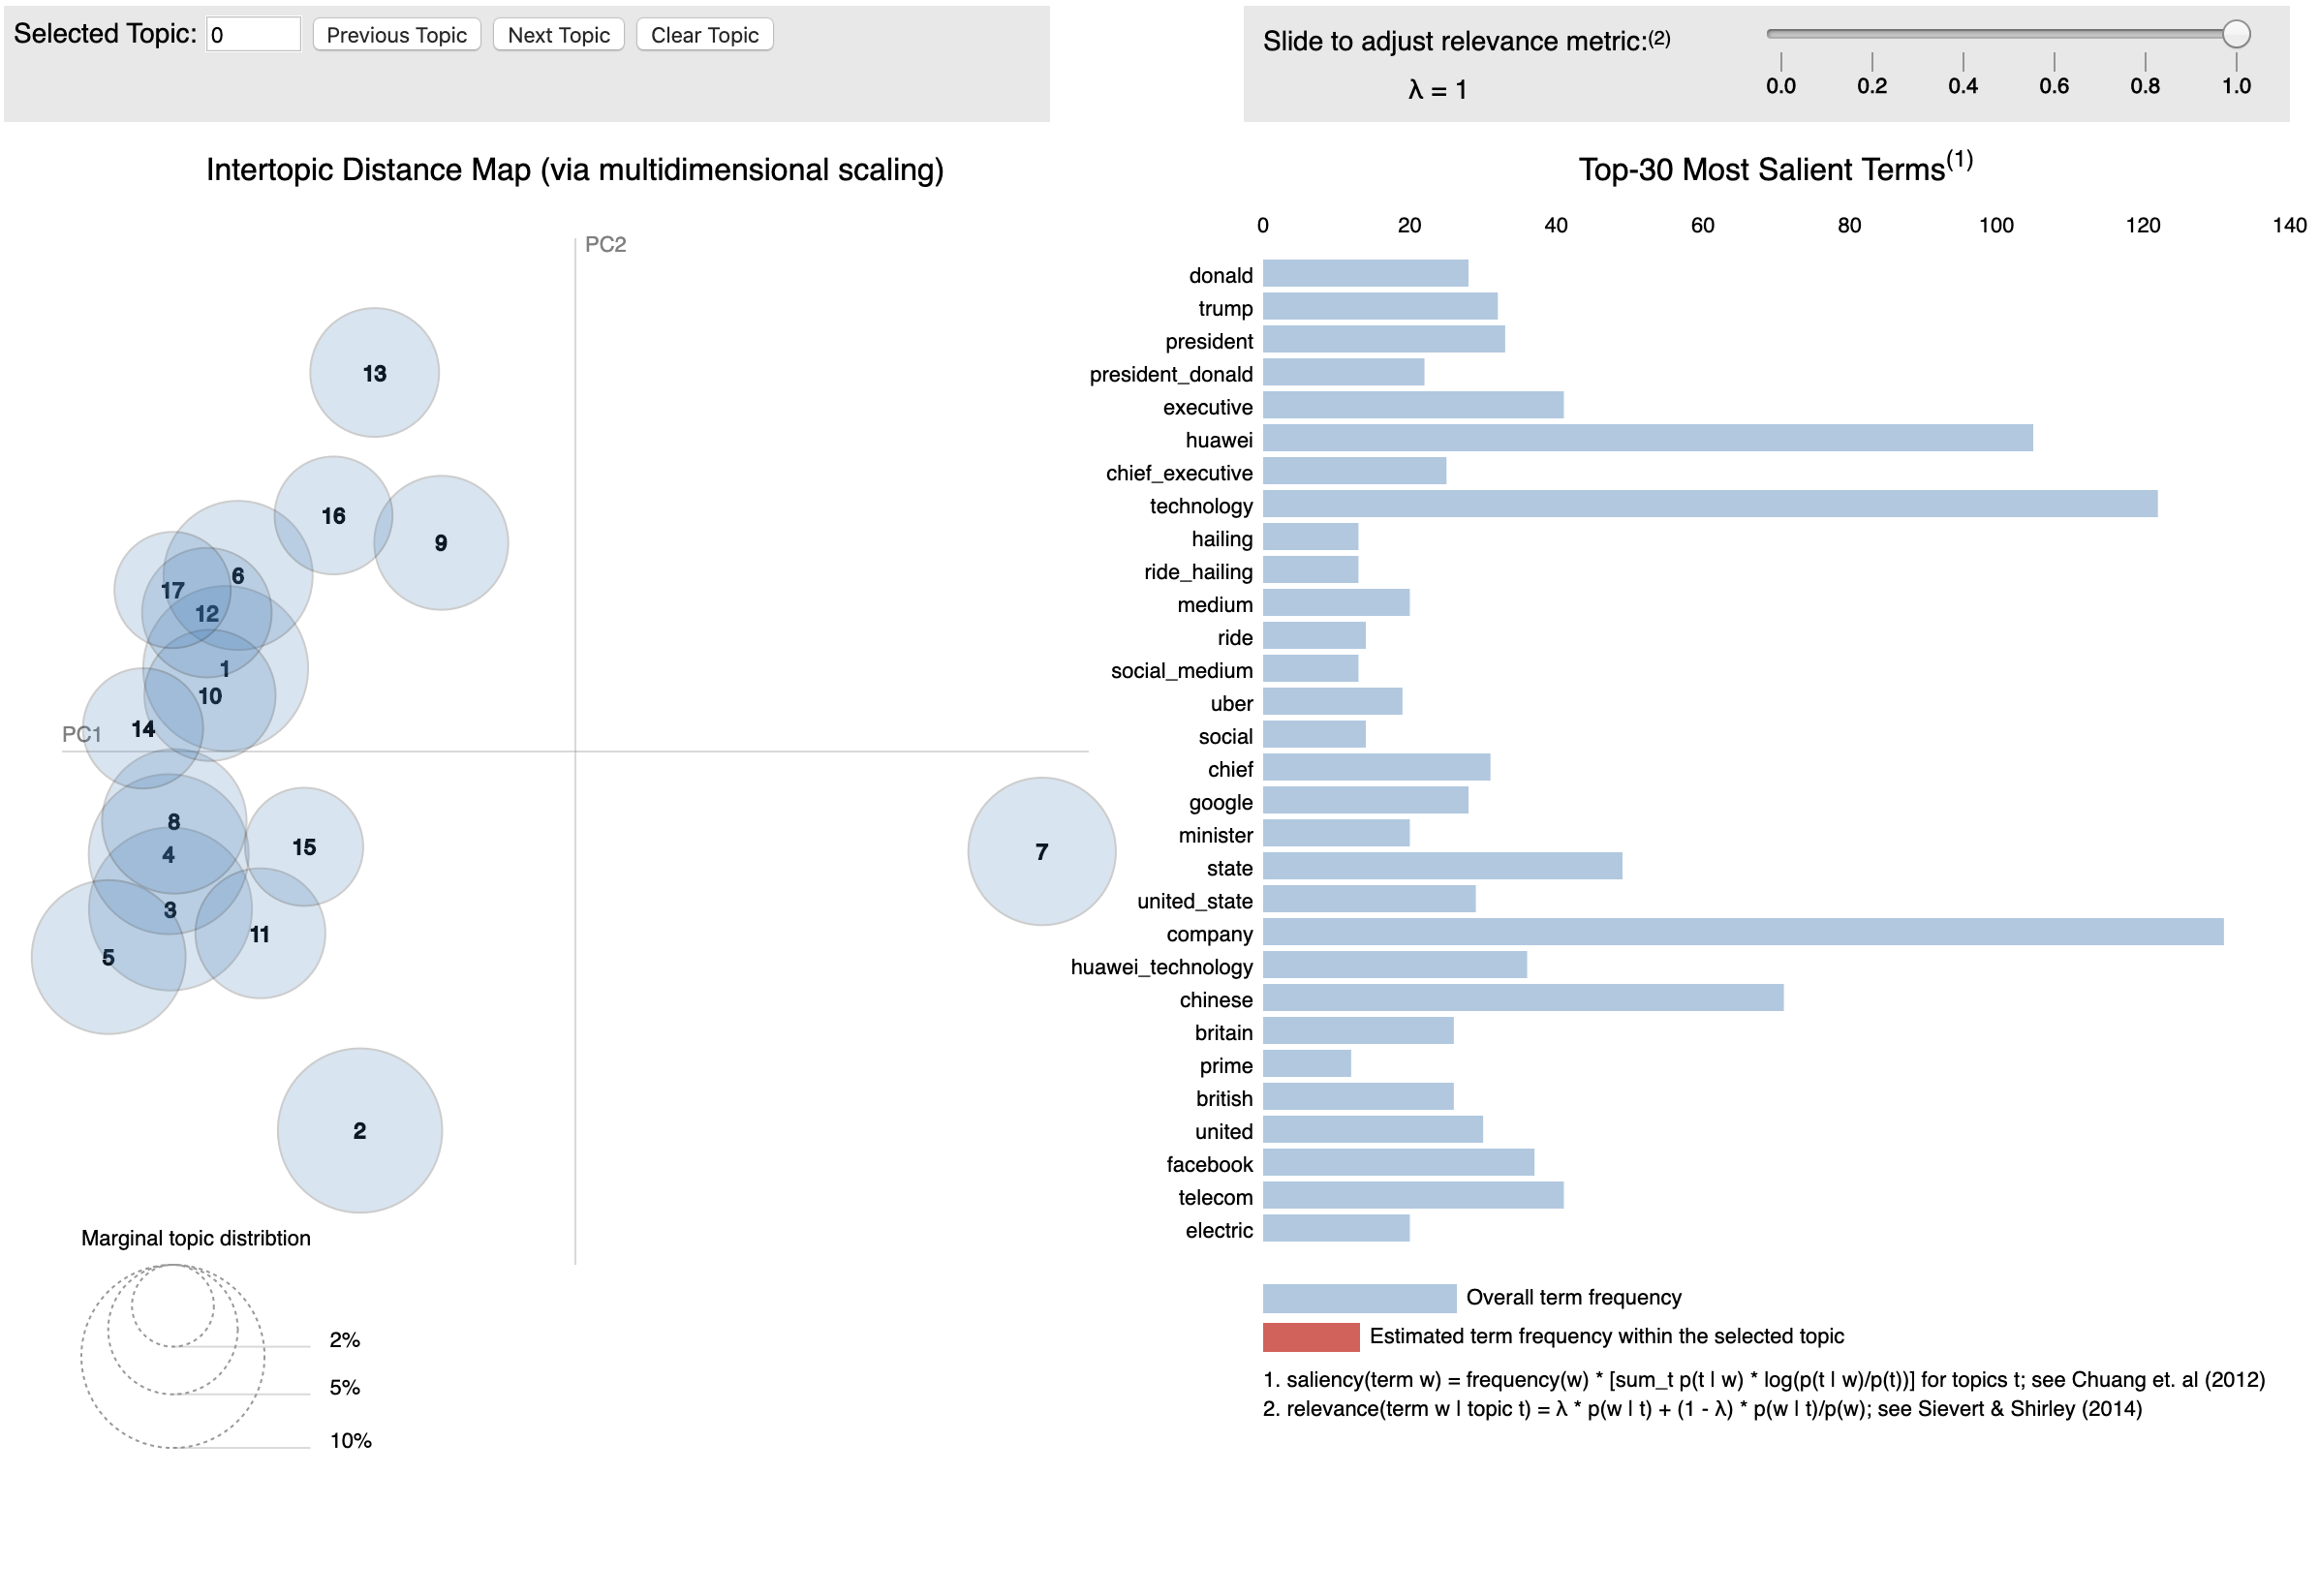 Selected Topic: 0 Previous Topic Next Topic Clear Topic
Slide to adjust relevance metric:(2)
λ = 1
0.0 0.2 0.4 0.6 0.8 1.0
Intertopic Distance Map (via multidimensional scaling)
PC2
PC1
13
16
9
6
17
12
1
10
14
8
4
15
7
3
11
5
2
Marginal topic distribtion
2%
5%
10%
Top-30 Most Salient Terms(1)
0 20 40 60 80 100 120 140
donald
trump
president
president_donald
executive
huawei
chief_executive
technology
hailing
ride_hailing
medium
ride
social_medium
uber
social
chief
google
minister
state
united_state
company
huawei_technology
chinese
britain
prime
british
united
facebook
telecom
electric
Overall term frequency
Estimated term frequency within the selected topic
1. saliency(term w) = frequency(w) * [sum_t p(t | w) * log(p(t | w)/p(t))] for topics t; see Chuang et. al (2012)
2. relevance(term w | topic t) = λ * p(w | t) + (1 - λ) * p(w | t)/p(w); see Sievert & Shirley (2014)